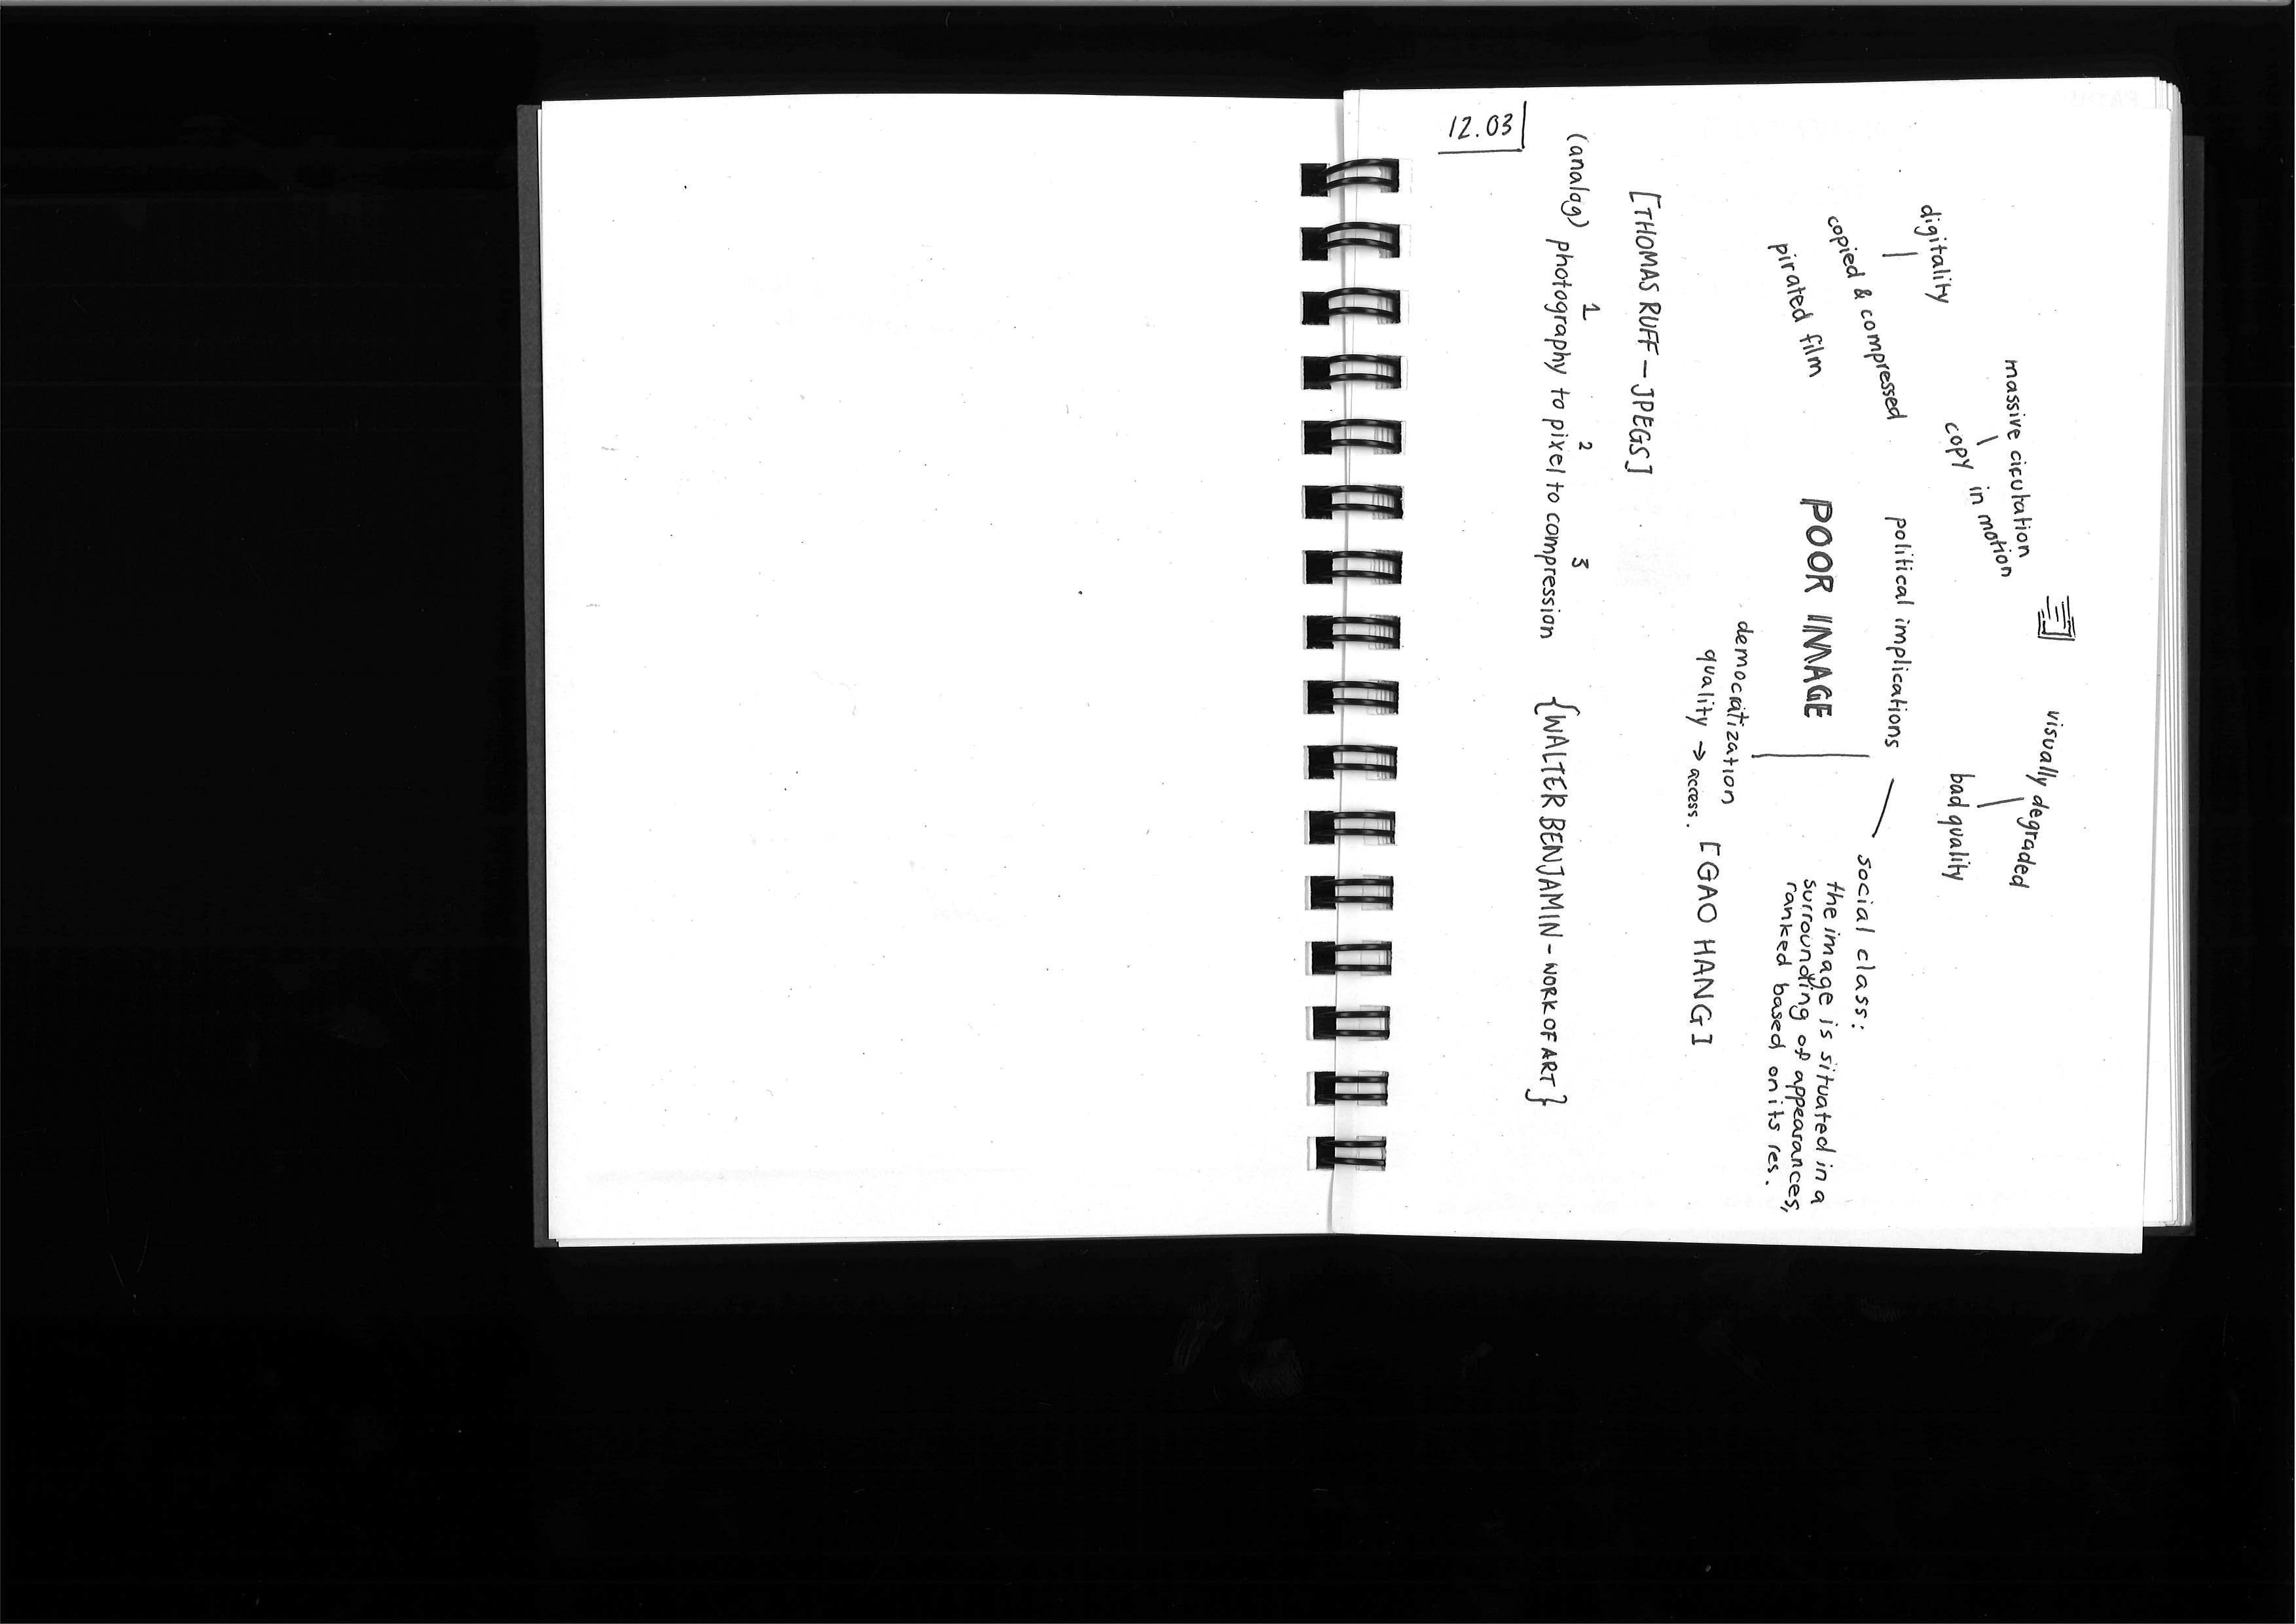 12.03
massive circulation
copy in motion
visually degraded
bad quality
digitality
copied & compressed
pirated film
political implications
POOR IMAGE
social class:
the image is situated in a
surrounding of appearances,
ranked based on its res.
democratization
quality → access.
[GAO HANG]
[THOMAS RUFF — JPEGS]
1 2 3
(analog) photography to pixel to compression
{WALTER BENJAMIN - WORK OF ART}